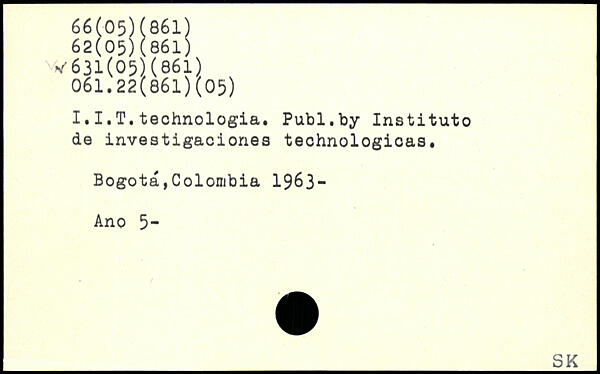 66(05)(861)
62(05)(861)
631(05)(861)
061.22(861)(05)
I.I.T.technologia. Publ.by Instituto
de investigaciones technologicas.
Bogotá,Colombia 1963-
Ano 5-
SK